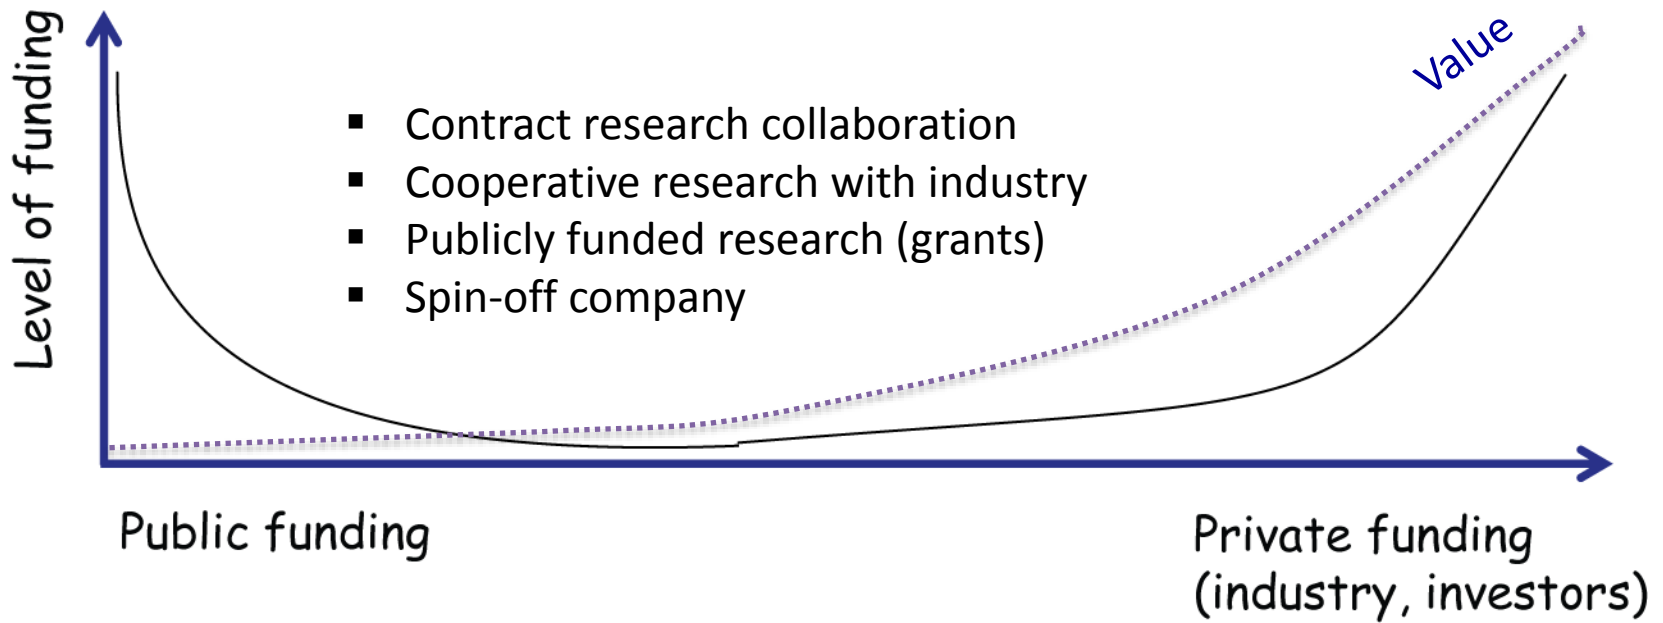 Level of funding
Value
▪ Contract research collaboration
▪ Cooperative research with industry
▪ Publicly funded research (grants)
▪ Spin-off company
Public funding
Private funding
(industry, investors)